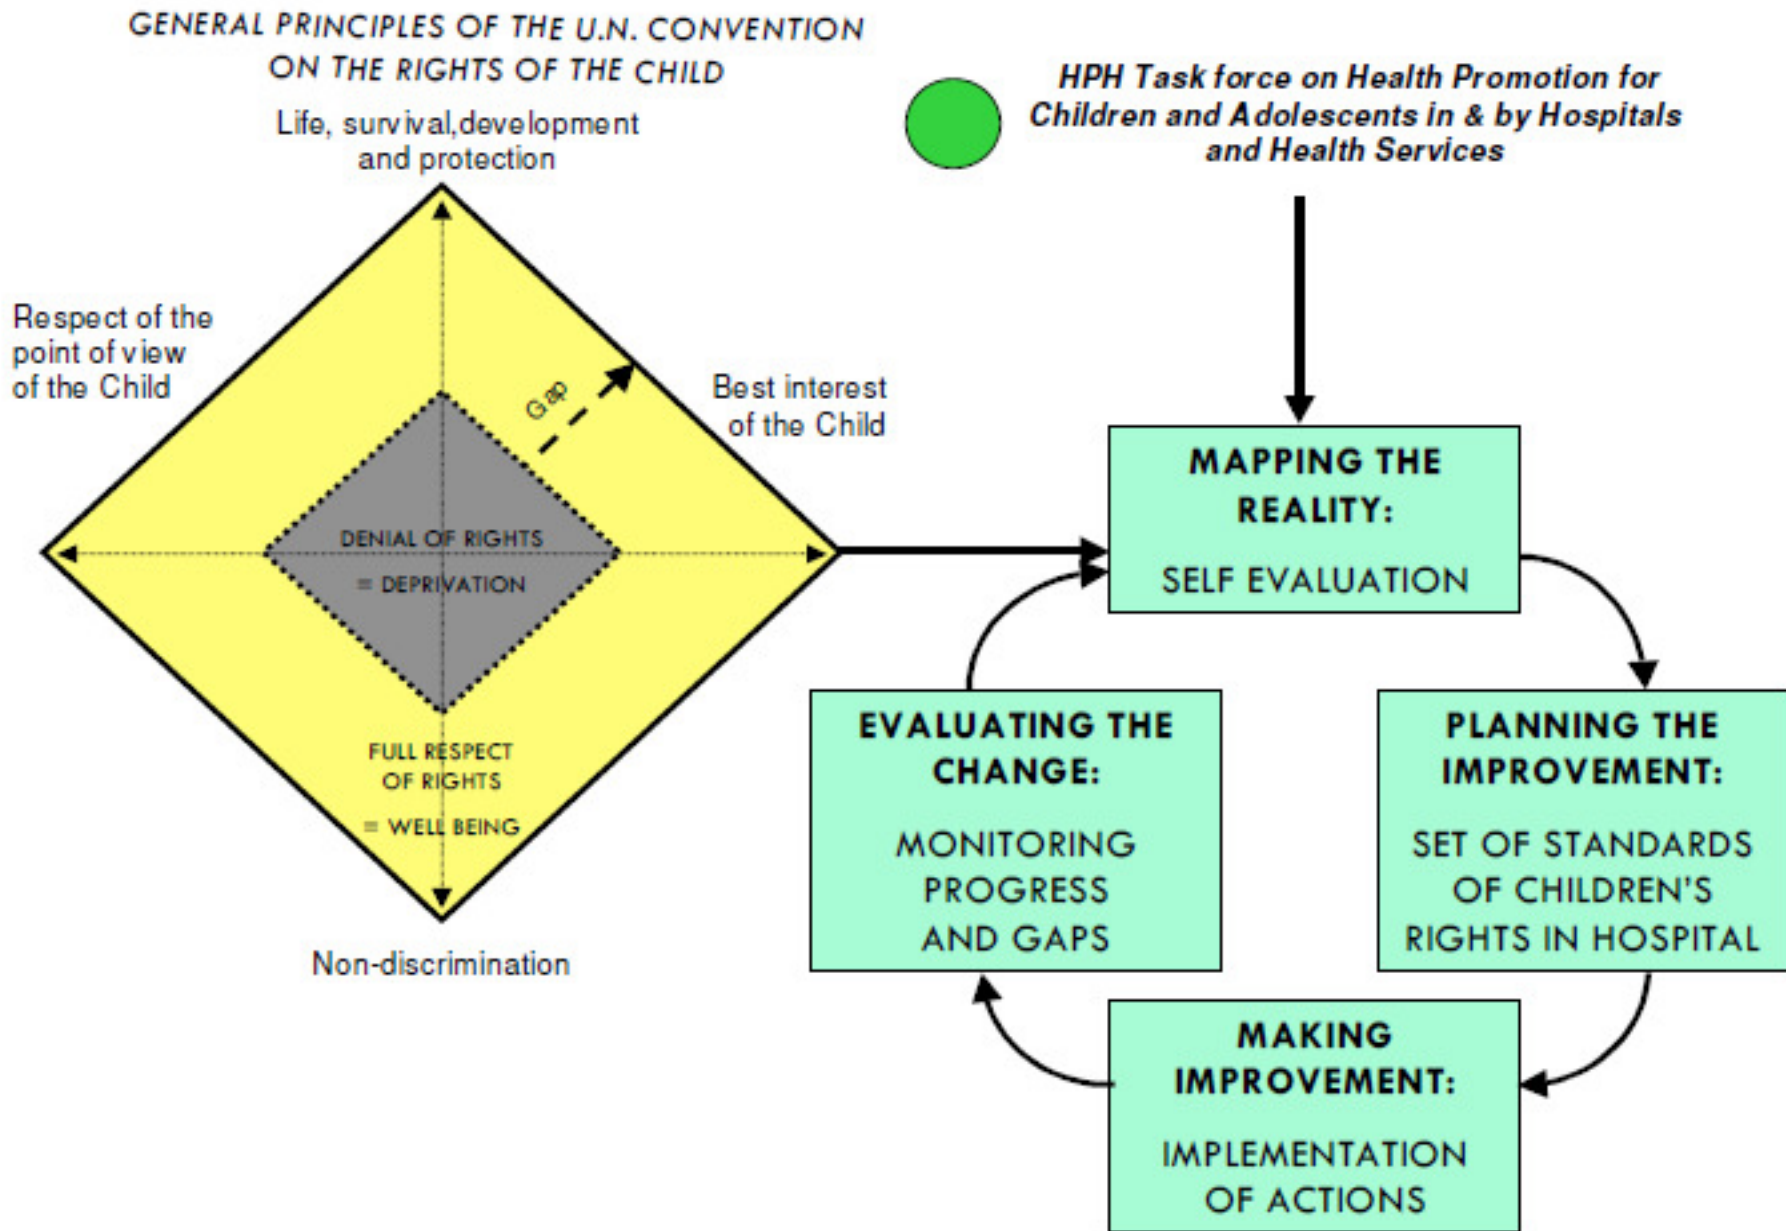 GENERAL PRINCIPLES OF THE U.N. CONVENTION
ON THE RIGHTS OF THE CHILD
Life, survival,development
and protection
Respect of the
point of view
of the Child
Gap
Best interest
of the Child
DENIAL OF RIGHTS
= DEPRIVATION
FULL RESPECT
OF RIGHTS
= WELL BEING
Non-discrimination
HPH Task force on Health Promotion for
Children and Adolescents in & by Hospitals
and Health Services
MAPPING THE
REALITY:
SELF EVALUATION
EVALUATING THE
CHANGE:
MONITORING
PROGRESS
AND GAPS
PLANNING THE
IMPROVEMENT:
SET OF STANDARDS
OF CHILDREN'S
RIGHTS IN HOSPITAL
MAKING
IMPROVEMENT:
IMPLEMENTATION
OF ACTIONS